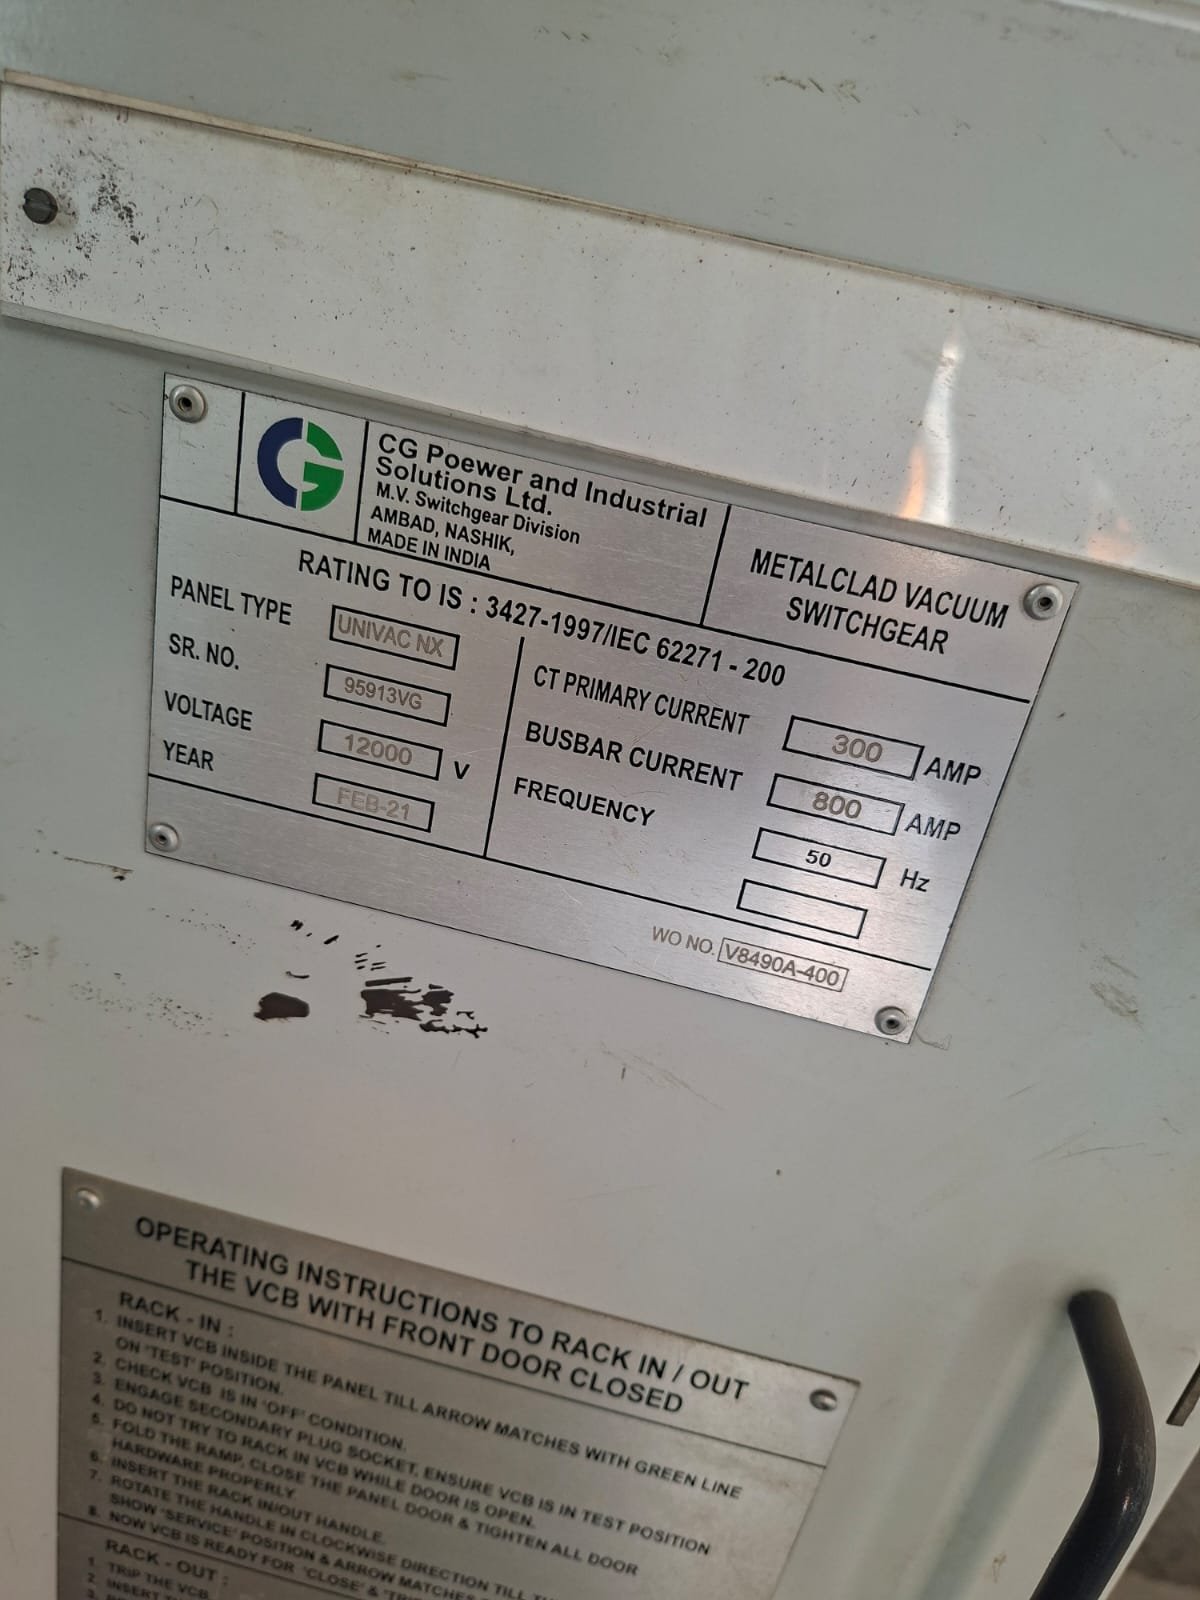 CG Poewer and Industrial
Solutions Ltd.
M.V. Switchgear Division
AMBAD, NASHIK,
MADE IN INDIA
METALCLAD VACUUM
SWITCHGEAR
RATING TO IS : 3427-1997/IEC 62271 - 200
PANEL TYPE UNIVAC NX
SR. NO. 95913VG
VOLTAGE 12000 V
YEAR FEB-21
CT PRIMARY CURRENT 300 AMP
BUSBAR CURRENT 800 AMP
FREQUENCY 50 Hz
WO NO. V8490A-400
OPERATING INSTRUCTIONS TO RACK IN / OUT
THE VCB WITH FRONT DOOR CLOSED
RACK - IN :
1. INSERT VCB INSIDE THE PANEL TILL ARROW MATCHES WITH GREEN LINE
ON 'TEST' POSITION.
2. CHECK VCB IS IN 'OFF' CONDITION.
3. ENGAGE SECONDARY PLUG SOCKET, ENSURE VCB IS IN TEST POSITION
4. DO NOT TRY TO RACK IN VCB WHILE DOOR IS OPEN.
5. FOLD THE RAMP, CLOSE THE PANEL DOOR & TIGHTEN ALL DOOR
HARDWARE PROPERLY.
6. INSERT THE RACK IN/OUT HANDLE.
7. ROTATE THE HANDLE IN CLOCKWISE DIRECTION TILL
SHOW 'SERVICE' POSITION & ARROW MATCHES
8. NOW VCB IS READY FOR 'CLOSE' &
RACK - OUT :
1. TRIP THE VCB
2. INSERT
3.